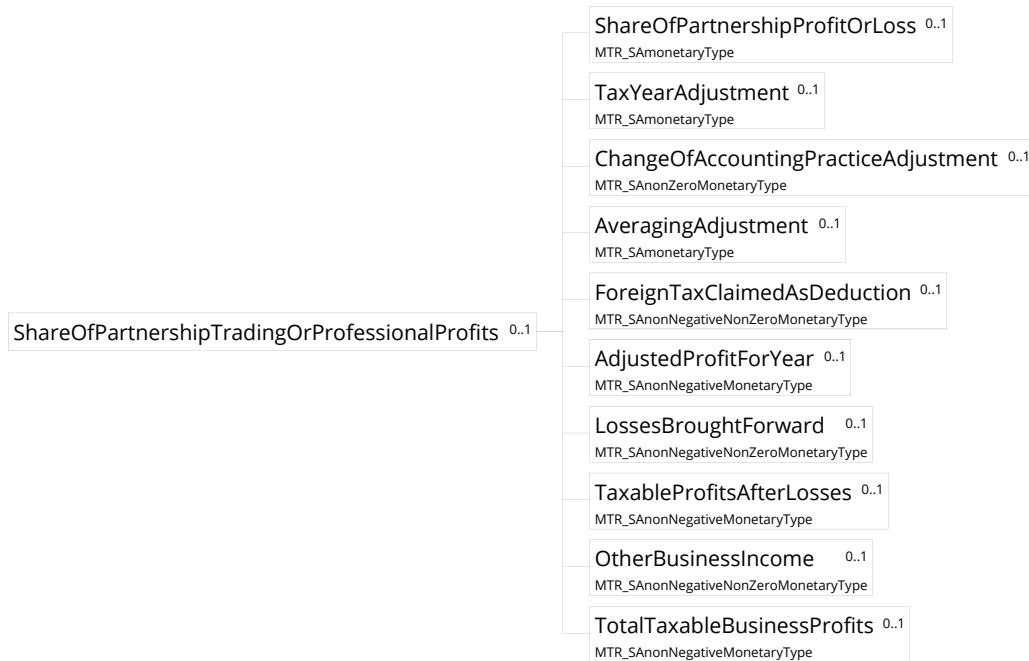 ShareOfPartnershipProfitOrLoss 0..1
MTR_SAmonetaryType
TaxYearAdjustment 0..1
MTR_SAmonetaryType
ChangeOfAccountingPracticeAdjustment 0..1
MTR_SAnonZeroMonetaryType
AveragingAdjustment 0..1
MTR_SAmonetaryType
ForeignTaxClaimedAsDeduction 0..1
MTR_SAnonNegativeNonZeroMonetaryType
ShareOfPartnershipTradingOrProfessionalProfits 0..1
AdjustedProfitForYear 0..1
MTR_SAnonNegativeMonetaryType
LossesBroughtForward 0..1
MTR_SAnonNegativeNonZeroMonetaryType
TaxableProfitsAfterLosses 0..1
MTR_SAnonNegativeMonetaryType
OtherBusinessIncome 0..1
MTR_SAnonNegativeNonZeroMonetaryType
TotalTaxableBusinessProfits 0..1
MTR_SAnonNegativeMonetaryType